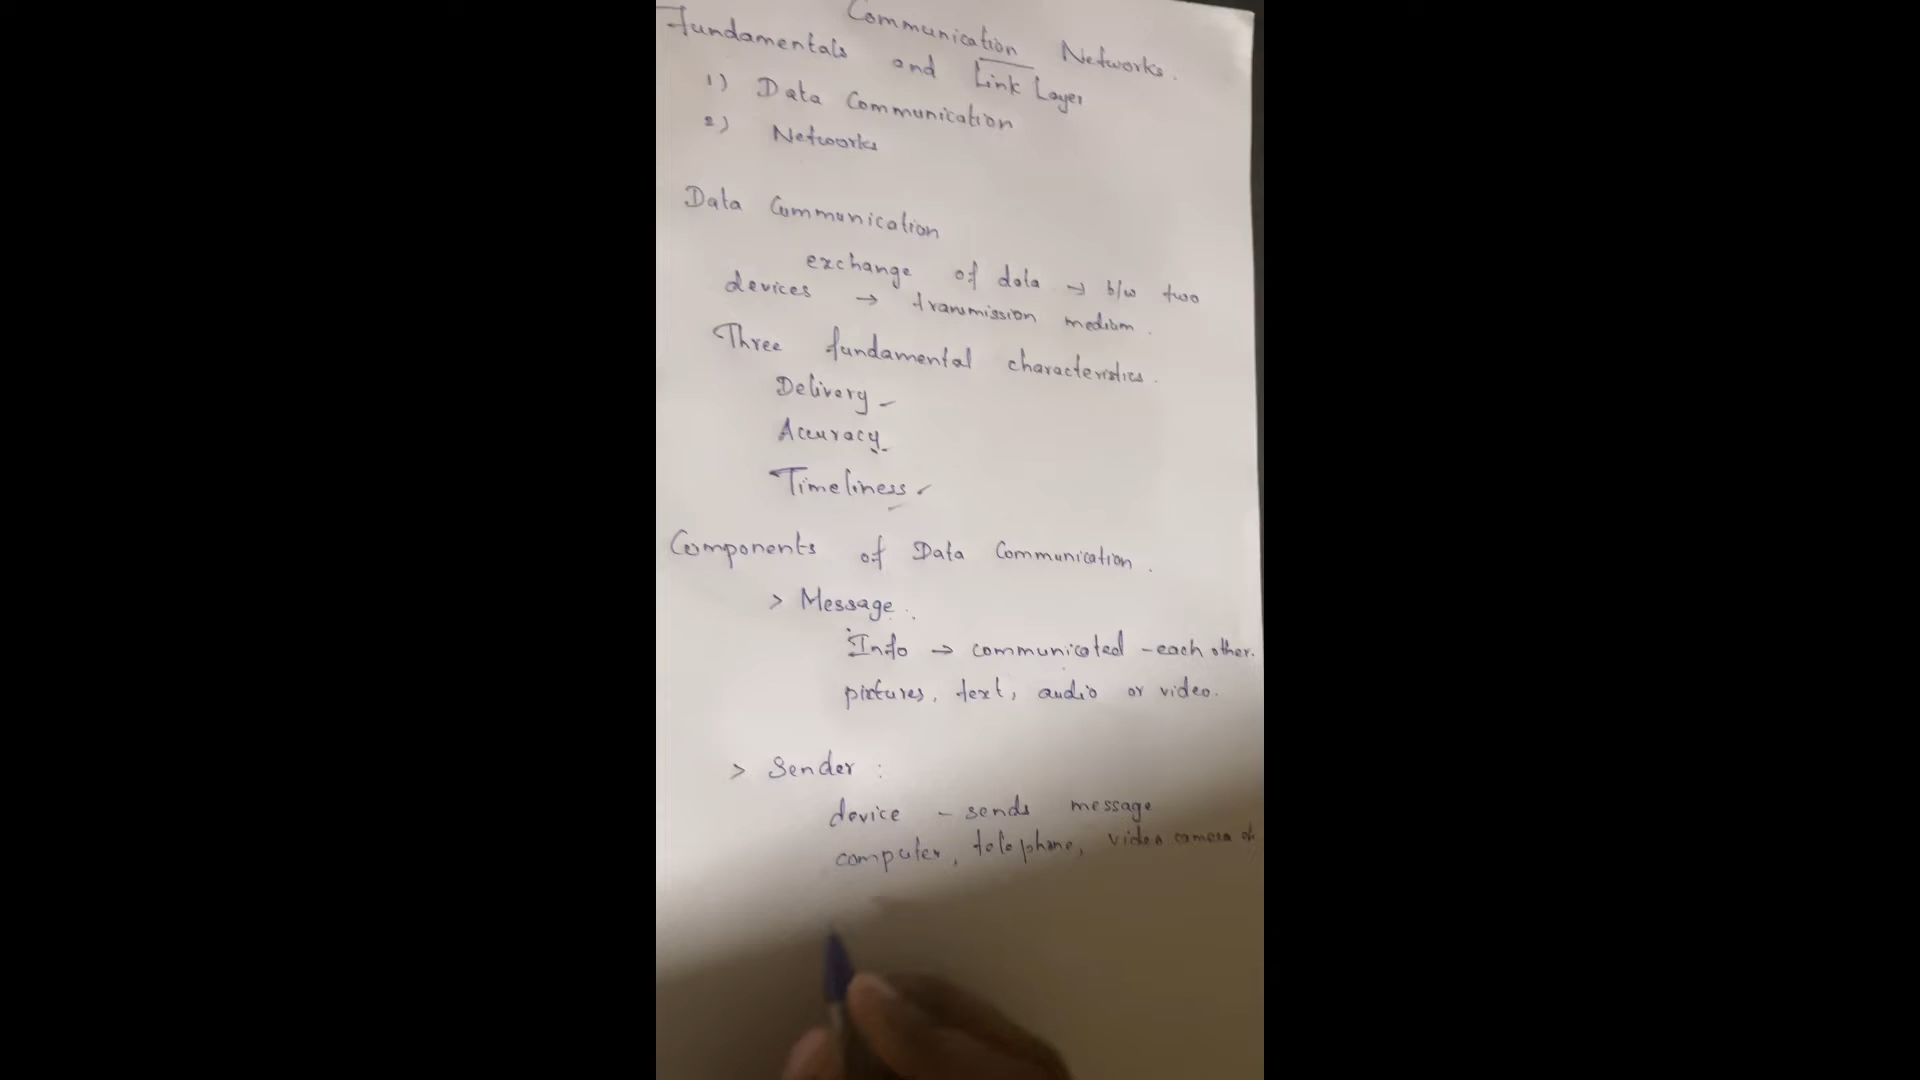 Communication Networks.
Fundamentals and Link Layer
1) Data Communication
2) Networks
Data Communication
exchange of data → b/w two
devices → transmission medium.
Three fundamental characteristics.
Delivery -
Accuracy
Timeliness
Components of Data Communication.
> Message.
Info → communicated - each other.
pictures, text, audio or video.
> Sender :
device - sends message
computer, telephone, video camera